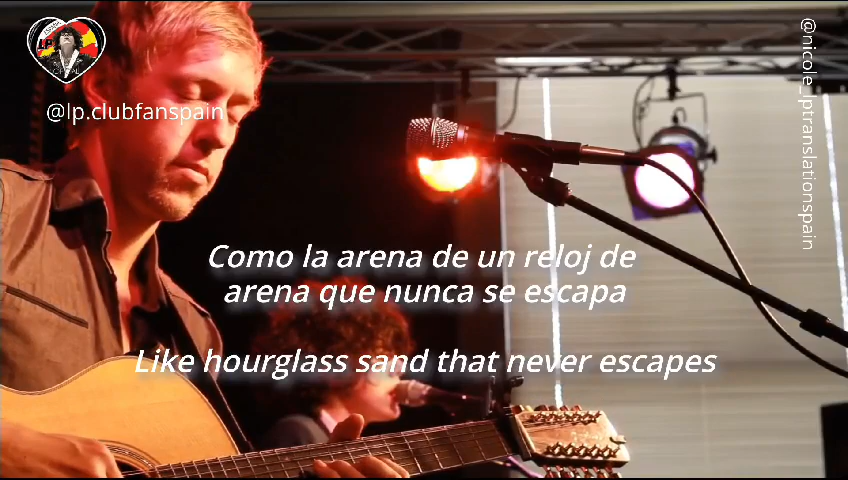 @lp.clubfanspain
@nicole_lptranslationspain
Como la arena de un reloj de
arena que nunca se escapa
Like hourglass sand that never escapes